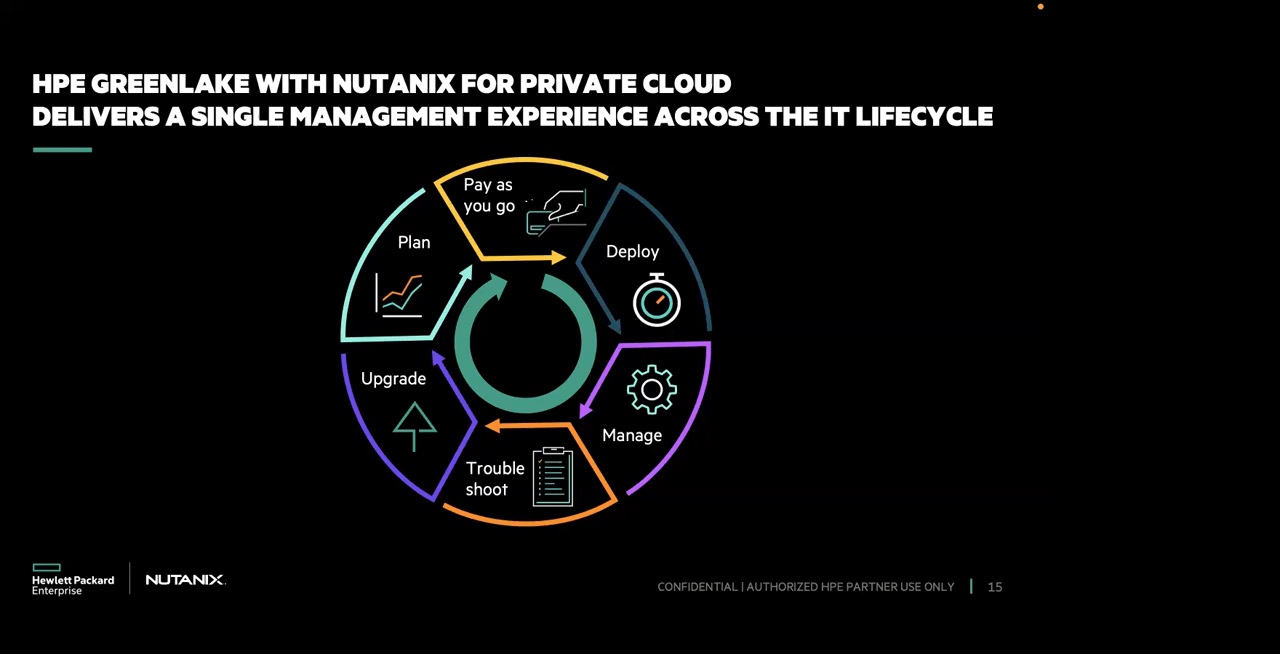 HPE GREENLAKE WITH NUTANIX FOR PRIVATE CLOUD
DELIVERS A SINGLE MANAGEMENT EXPERIENCE ACROSS THE IT LIFECYCLE
Pay as
you go
Plan
Deploy
Upgrade
Manage
Trouble
shoot
Hewlett Packard
Enterprise
NUTANIX
CONFIDENTIAL | AUTHORIZED HPE PARTNER USE ONLY
15